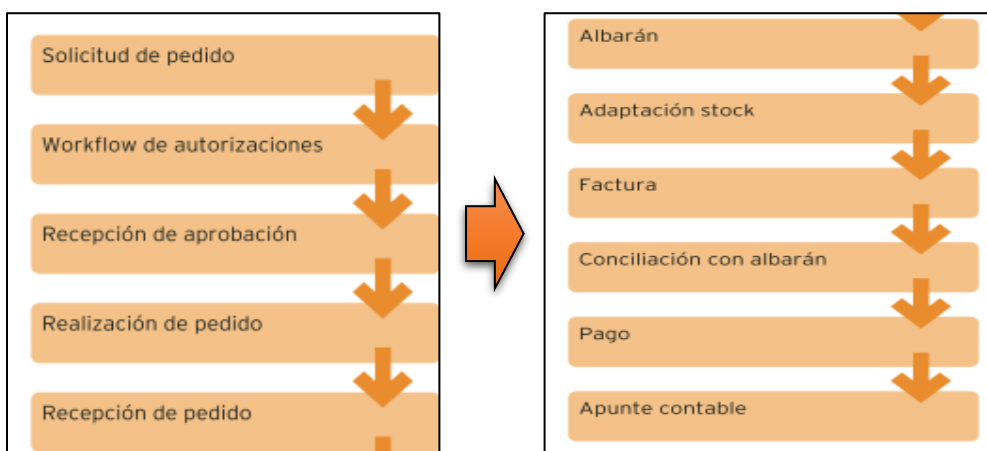 Solicitud de pedido
Workflow de autorizaciones
Recepción de aprobación
Realización de pedido
Recepción de pedido
Albarán
Adaptación stock
Factura
Conciliación con albarán
Pago
Apunte contable